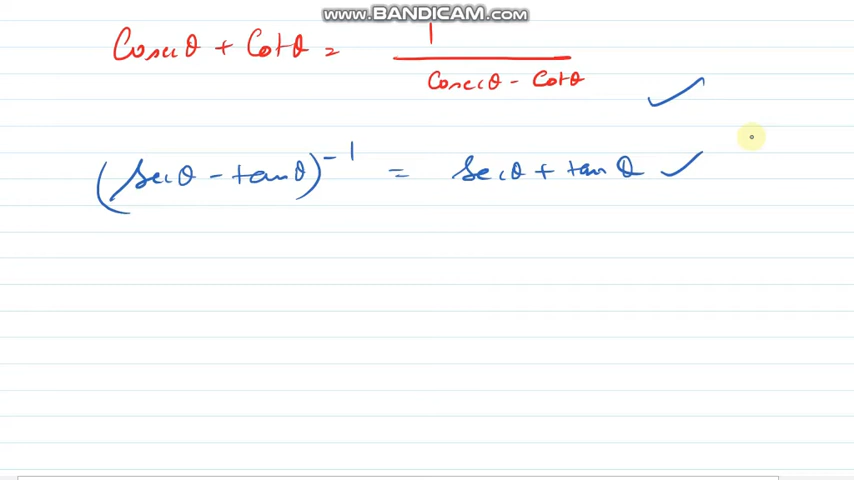 www.BANDICAM.com
Cosecθ + Cotθ = 1
Cosecθ - Cotθ
(secθ - tanθ)⁻¹ = secθ + tanθ ✓